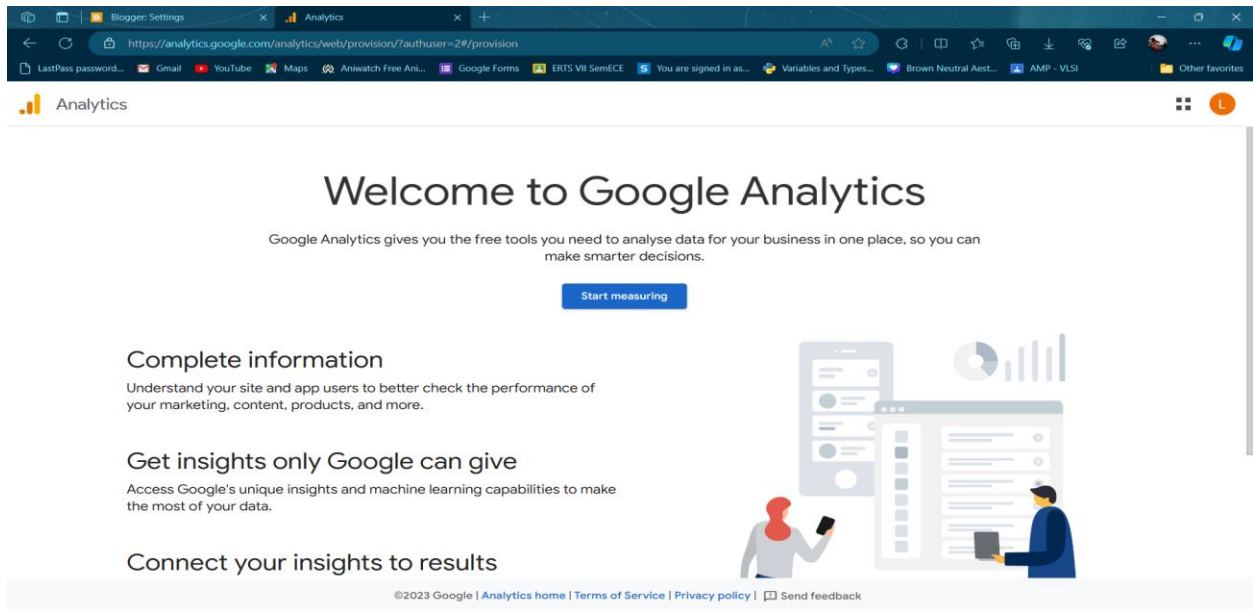 Blogger: Settings
Analytics
https://analytics.google.com/analytics/web/provision/?authuser=2#/provision
LastPass password... Gmail YouTube Maps Aniwatch Free Ani... Google Forms ERTS VII SemECE You are signed in as... Variables and Types... Brown Neutral Aest... AMP - VLSI Other favorites
Analytics
L
Welcome to Google Analytics
Google Analytics gives you the free tools you need to analyse data for your business in one place, so you can
make smarter decisions.
Start measuring
Complete information
Understand your site and app users to better check the performance of
your marketing, content, products, and more.
Get insights only Google can give
Access Google's unique insights and machine learning capabilities to make
the most of your data.
Connect your insights to results
©2023 Google | Analytics home | Terms of Service | Privacy policy | Send feedback